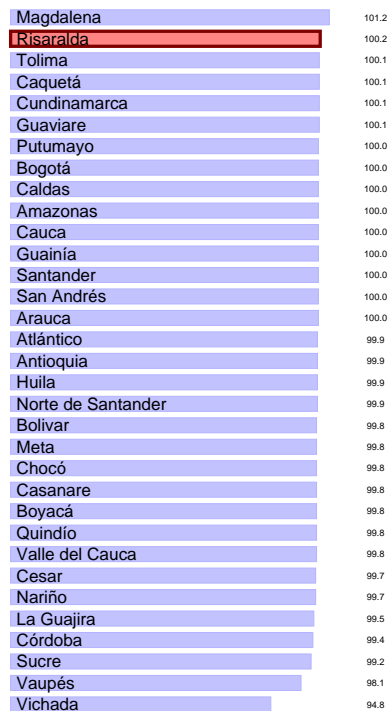 Magdalena 101.2
Risaralda 100.2
Tolima 100.1
Caquetá 100.1
Cundinamarca 100.1
Guaviare 100.1
Putumayo 100.0
Bogotá 100.0
Caldas 100.0
Amazonas 100.0
Cauca 100.0
Guainía 100.0
Santander 100.0
San Andrés 100.0
Arauca 100.0
Atlántico 99.9
Antioquia 99.9
Huila 99.9
Norte de Santander 99.9
Bolivar 99.8
Meta 99.8
Chocó 99.8
Casanare 99.8
Boyacá 99.8
Quindío 99.8
Valle del Cauca 99.8
Cesar 99.7
Nariño 99.7
La Guajira 99.5
Córdoba 99.4
Sucre 99.2
Vaupés 98.1
Vichada 94.8